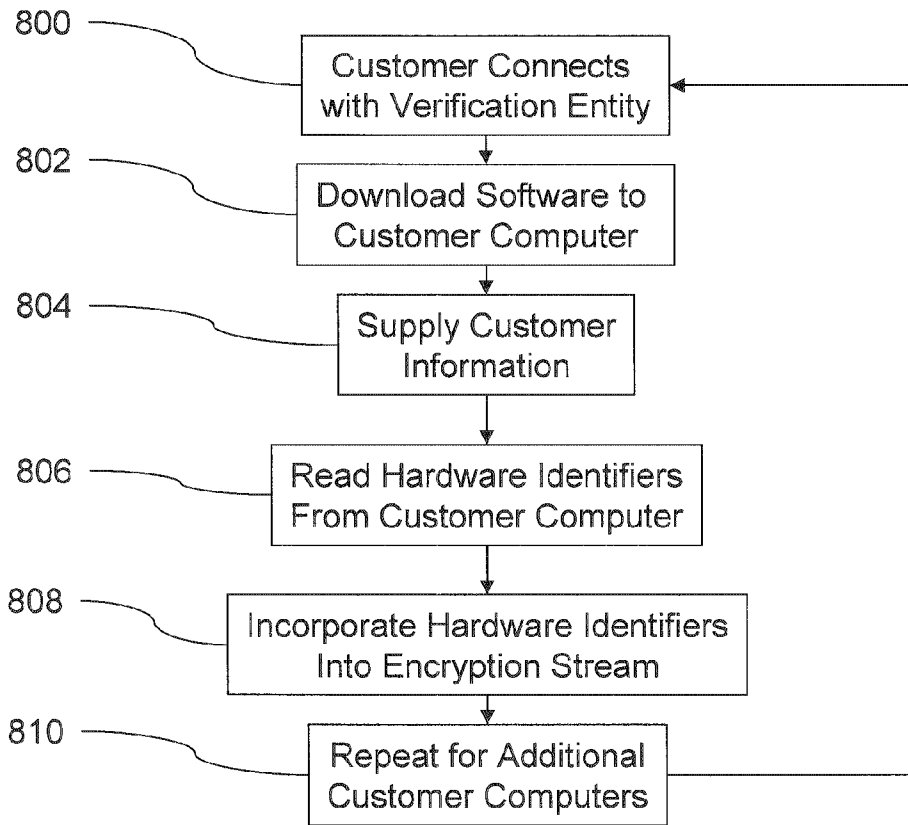 800
Customer Connects
with Verification Entity
802
Download Software to
Customer Computer
804
Supply Customer
Information
806
Read Hardware Identifiers
From Customer Computer
808
Incorporate Hardware Identifiers
Into Encryption Stream
810
Repeat for Additional
Customer Computers